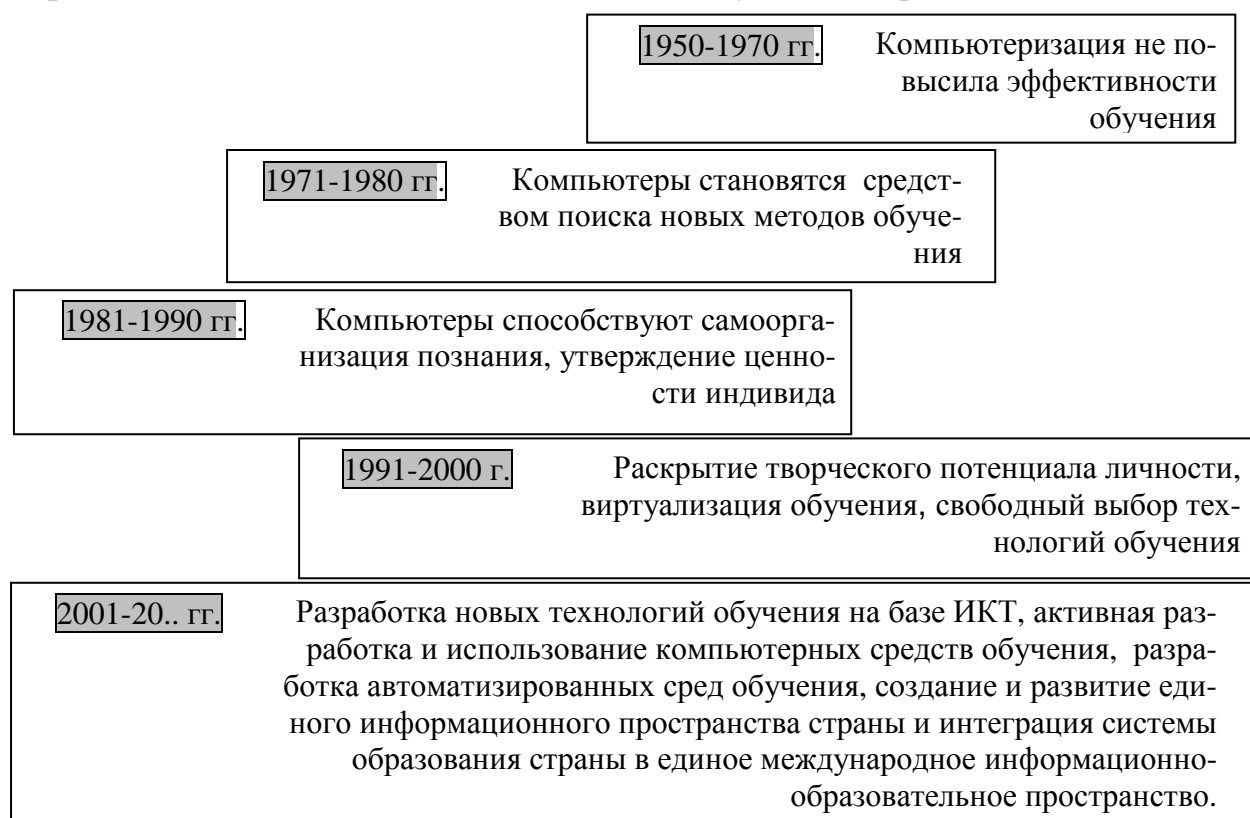 1950-1970 гг. Компьютеризация не по-
высила эффективности
обучения
1971-1980 гг. Компьютеры становятся средст-
вом поиска новых методов обуче-
ния
1981-1990 гг. Компьютеры способствуют самоорга-
низация познания, утверждение ценно-
сти индивида
1991-2000 г. Раскрытие творческого потенциала личности,
виртуализация обучения, свободный выбор тех-
нологий обучения
2001-20.. гг. Разработка новых технологий обучения на базе ИКТ, активная раз-
работка и использование компьютерных средств обучения, разра-
ботка автоматизированных сред обучения, создание и развитие еди-
ного информационного пространства страны и интеграция системы
образования страны в единое международное информационно-
образовательное пространство.